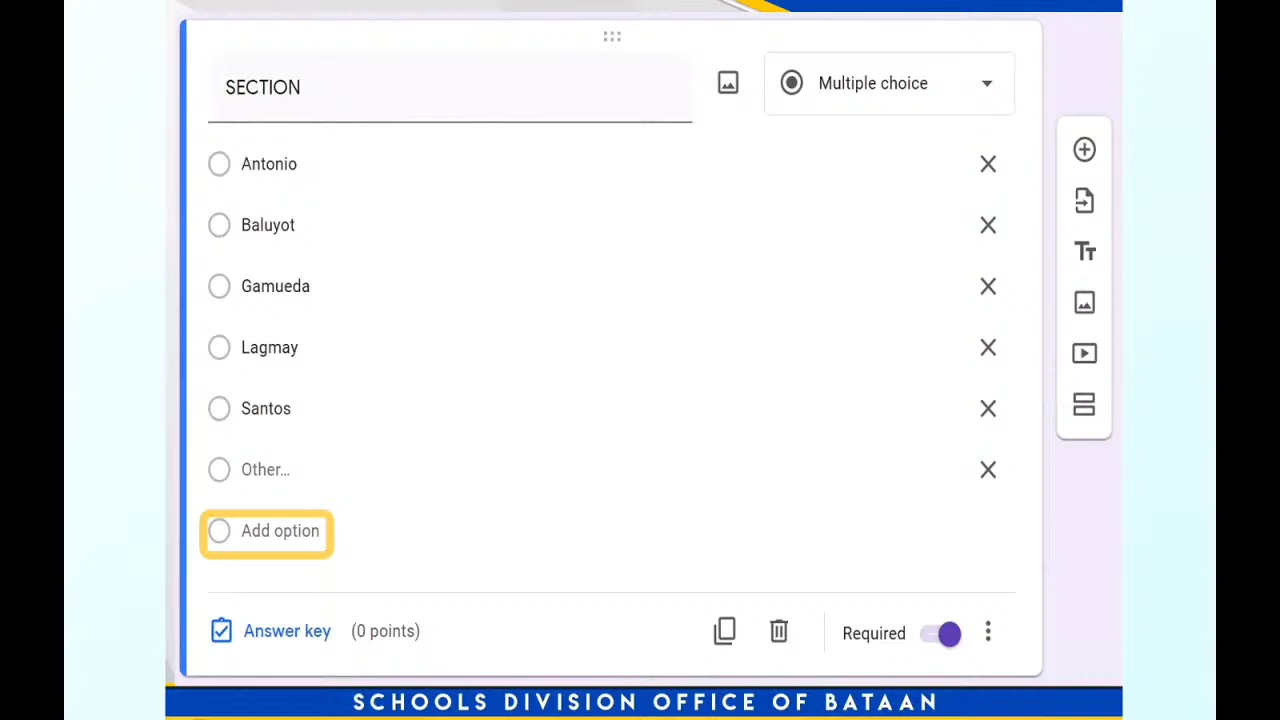 SECTION
Multiple choice
Antonio
Baluyot
Gamueda
Lagmay
Santos
Other...
Add option
Answer key (0 points)
Required
SCHOOLS DIVISION OFFICE OF BATAAN